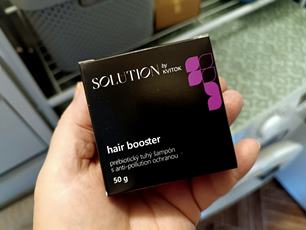 SOLUTION by KVITOK
hair booster
prebiotický tuhý šampón
s anti-pollution ochranou
50 g